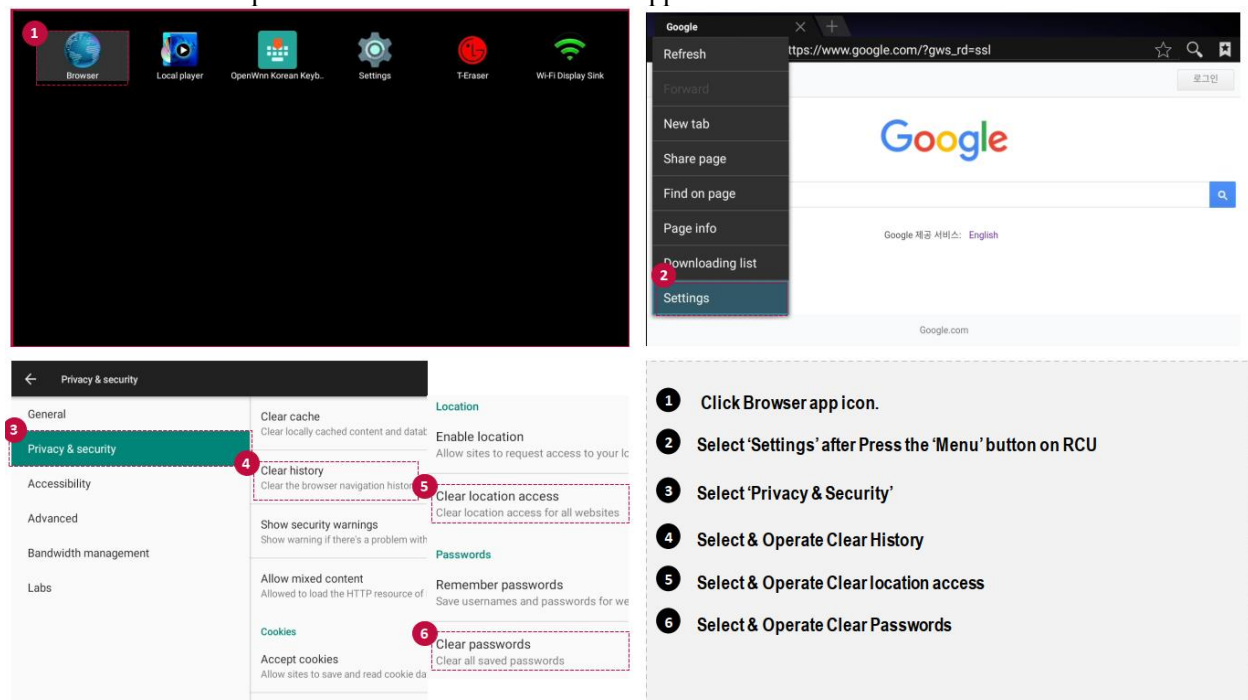 1
Browser
Local player
OpenWnn Korean Keyb..
Settings
T-Eraser
Wi-Fi Display Sink
Google
ttps://www.google.com/?gws_rd=ssl
Refresh
Forward
New tab
Share page
Find on page
Page info
Downloading list
2
Settings
로그인
Google
Google 제공 서비스: English
Google.com
Privacy & security
General
3
Privacy & security
Accessibility
Advanced
Bandwidth management
Labs
Clear cache
Clear locally cached content and datab
4
Clear history
Clear the browser navigation histor
Show security warnings
Show warning if there's a problem with
Allow mixed content
Allowed to load the HTTP resource of
Cookies
Accept cookies
Allow sites to save and read cookie da
Location
Enable location
Allow sites to request access to your lo
5
Clear location access
Clear location access for all websites
Passwords
Remember passwords
Save usernames and passwords for we
6
Clear passwords
Clear all saved passwords
1 Click Browser app icon.
2 Select ‘Settings’ after Press the ‘Menu’ button on RCU
3 Select ‘Privacy & Security’
4 Select & Operate Clear History
5 Select & Operate Clear location access
6 Select & Operate Clear Passwords